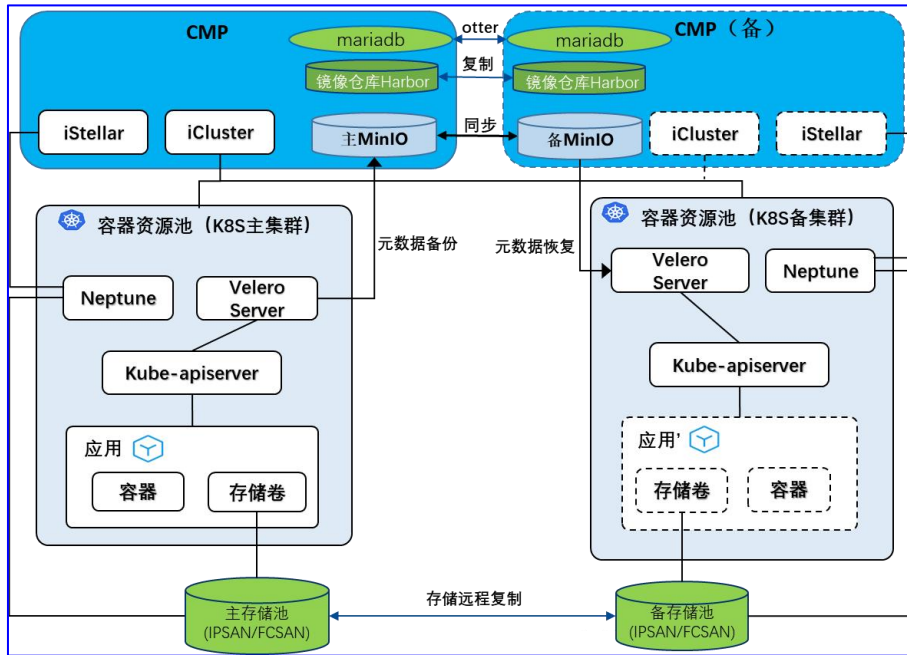 CMP
otter
CMP（备）
mariadb
mariadb
镜像仓库Harbor
复制
镜像仓库Harbor
iStellar
iCluster
主MinIO
同步
备MinIO
iCluster
iStellar
容器资源池（K8S主集群）
元数据备份
元数据恢复
容器资源池（K8S备集群）
Neptune
Velero
Server
Velero
Server
Neptune
Kube-apiserver
Kube-apiserver
应用
容器
存储卷
应用'
存储卷
容器
主存储池
(IPSAN/FCSAN)
存储远程复制
备存储池
(IPSAN/FCSAN)